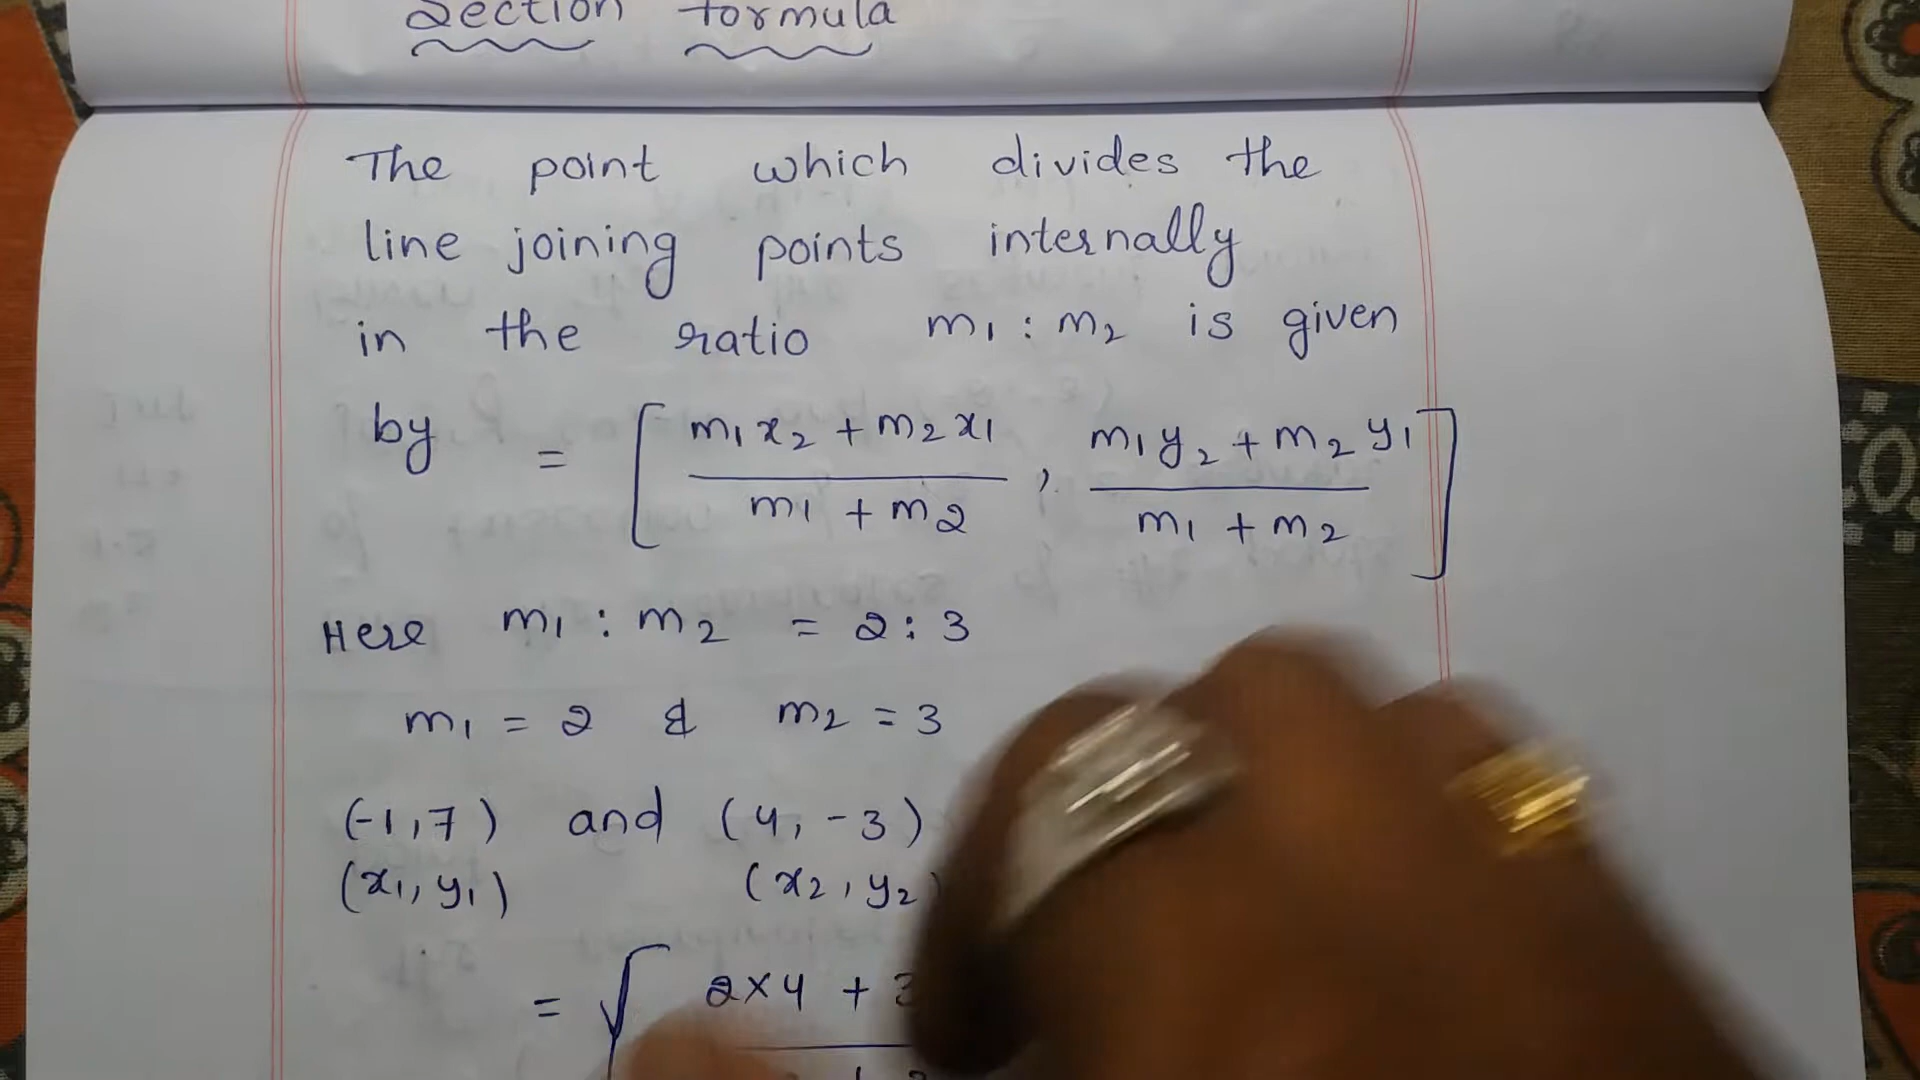 Section formula
The point which divides the
line joining points internally
in the ratio m₁ : m₂ is given
by = [ (m₁x₂ + m₂x₁)/(m₁ + m₂) , (m₁y₂ + m₂y₁)/(m₁ + m₂) ]
Here m₁ : m₂ = 2 : 3
m₁ = 2 & m₂ = 3
(-1, 7) and (4, -3)
(x₁, y₁) (x₂, y₂)
= 2×4 +